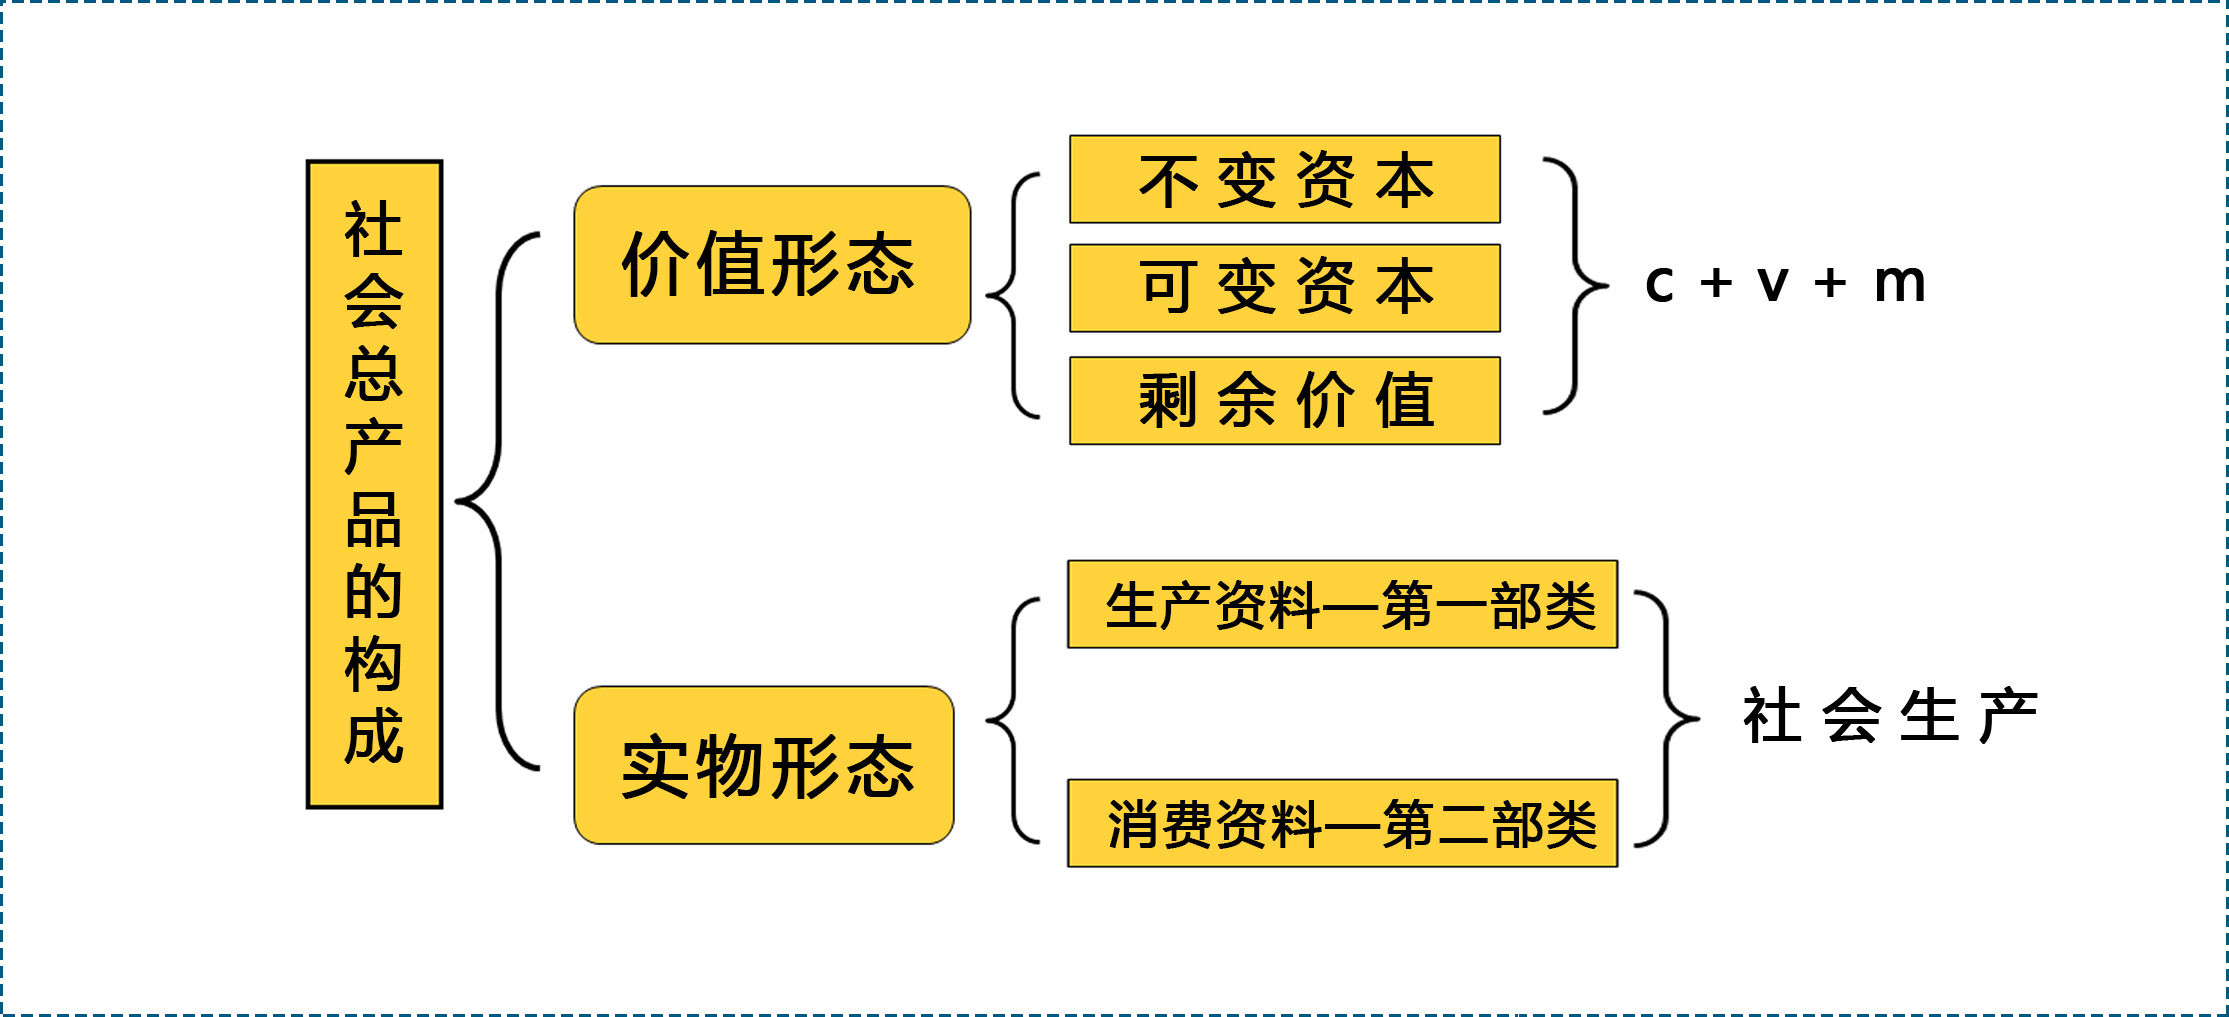 社会总产品的构成
价值形态
不变资本
可变资本
剩余价值
c + v + m
实物形态
生产资料—第一部类
消费资料—第二部类
社会生产